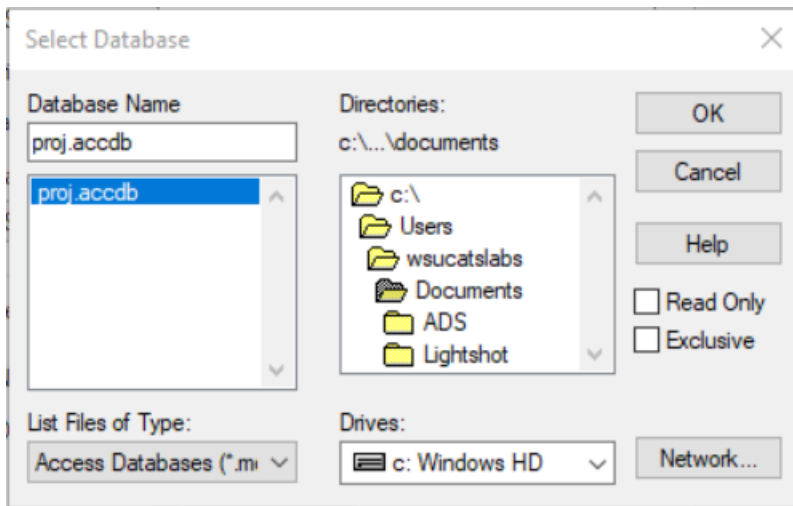 Select Database
Database Name
proj.accdb
proj.accdb
Directories:
c:\...\documents
c:\
Users
wsucatslabs
Documents
ADS
Lightshot
OK
Cancel
Help
Read Only
Exclusive
List Files of Type:
Access Databases (*.m
Drives:
c: Windows HD
Network...